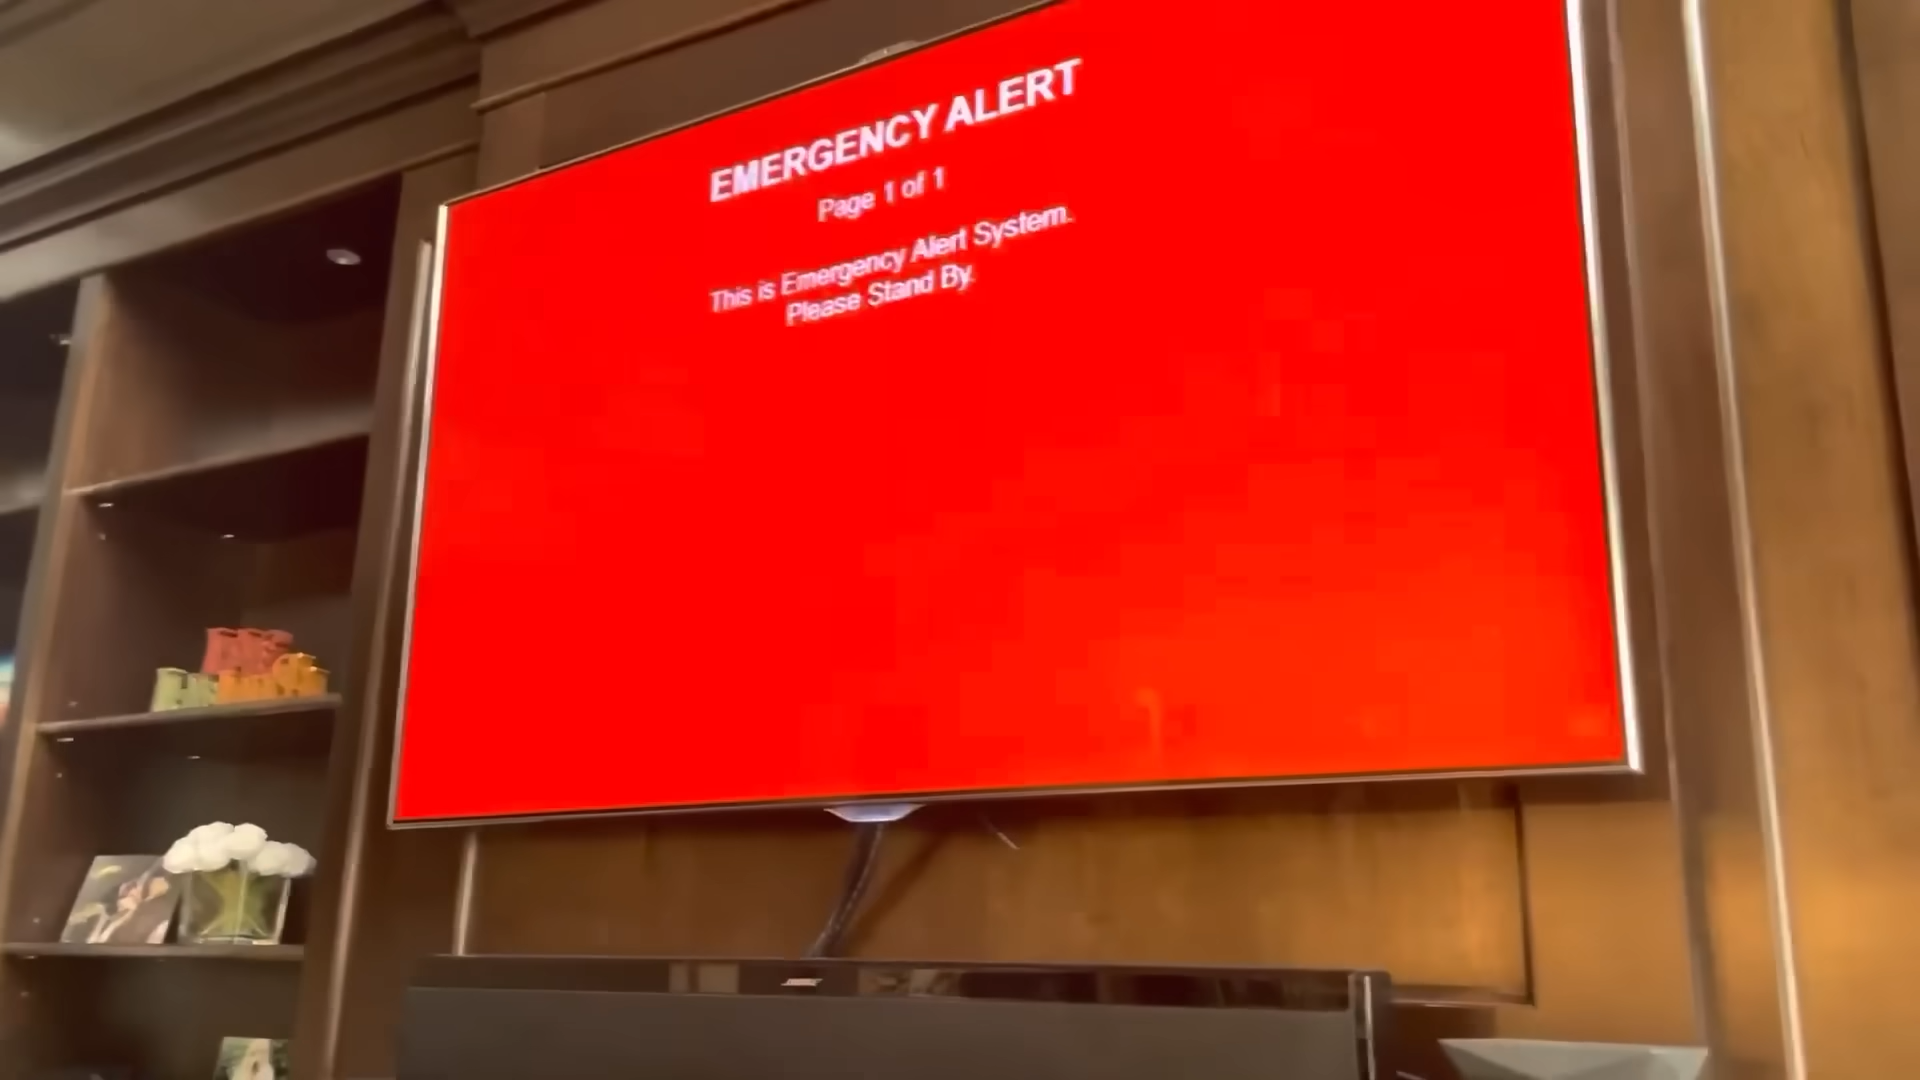 EMERGENCY ALERT
Page 1 of 1
This is Emergency Alert System.
Please Stand By.